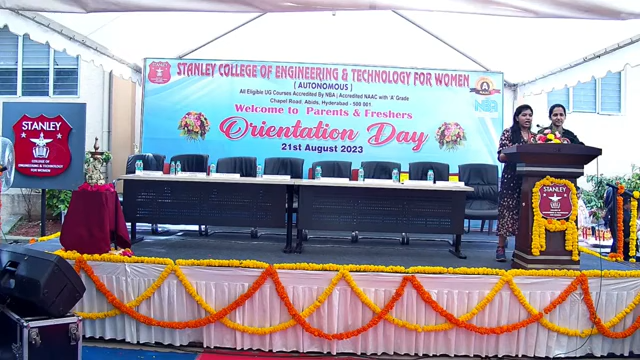 STANLEY COLLEGE OF ENGINEERING & TECHNOLOGY FOR WOMEN
[ AUTONOMOUS ]
All Eligible UG Courses Accredited By NBA | Accredited NAAC with 'A' Grade
Chapel Road, Abids, Hyderabad - 500 001.
Welcome to Parents & Freshers
Orientation Day
21st August 2023
NBA
STANLEY
COLLEGE OF
ENGINEERING & TECHNOLOGY
FOR WOMEN
STANLEY